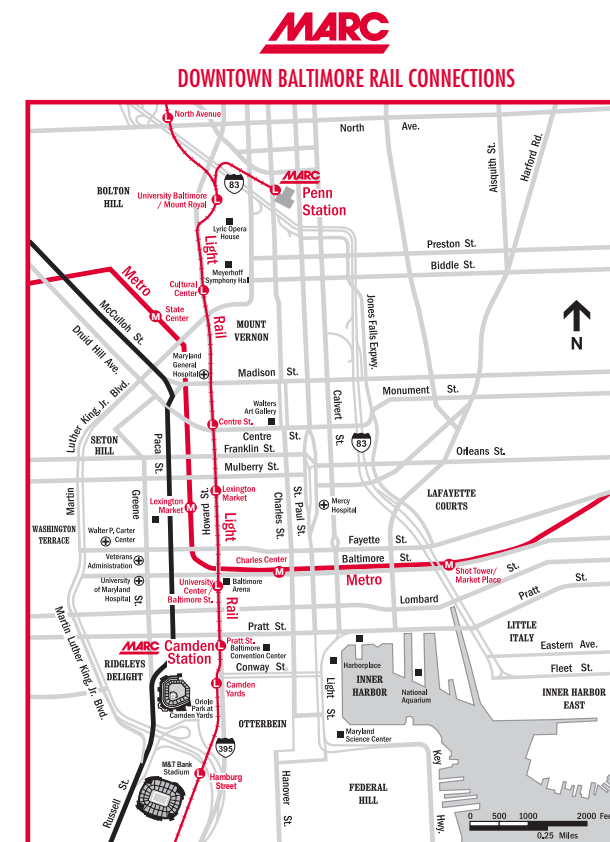 MARC
DOWNTOWN BALTIMORE RAIL CONNECTIONS
North Avenue
North Ave.
Aisquith St.
Harford Rd.
83
MARC
Penn
Station
BOLTON
HILL
University Baltimore
/ Mount Royal
Lyric Opera
House
Light
Preston St.
Meyerhoff
Symphony Hall
Biddle St.
Metro
Cultural
Center
State
Center
McCulloh St.
Rail
Jones Falls Expwy.
N
Druid Hill Ave.
MOUNT
VERNON
Maryland
General
Hospital
Madison St.
Luther King, Jr. Blvd.
Monument St.
Walters
Art Gallery
Calvert
St.
Centre St.
Centre St.
83
SETON
HILL
Paca St.
Franklin St.
Orleans St.
Mulberry St.
Martin
Greene
St.
Lexington
Market
Howard St.
Lexington
Market
Charles St.
St. Paul St.
Mercy
Hospital
LAFAYETTE
COURTS
WASHINGTON
TERRACE
Walter P. Carter
Center
Light
Fayette St.
Veterans
Administration
Charles Center
Baltimore St.
Shot Tower/
Market Place
University
of Maryland
Hospital
University
Center /
Baltimore St.
Baltimore
Arena
Metro
St.
Pratt St.
Rail
Lombard
Martin Luther King, Jr. Blvd.
Pratt St.
LITTLE
ITALY
MARC Camden
Station
Pratt St.
Baltimore
Convention Center
Eastern Ave.
RIDGLEYS
DELIGHT
Conway St.
Harborplace
Fleet St.
Camden
Yards
Light St.
INNER
HARBOR
National
Aquarium
INNER HARBOR
EAST
Oriole
Park at
Camden Yards
OTTERBEIN
Maryland
Science Center
395
M&T Bank
Stadium
Hamburg
Street
Key
Hwy.
Russell St.
Hanover St.
FEDERAL
HILL
0 500 1000 2000 Fee
0.25 Miles